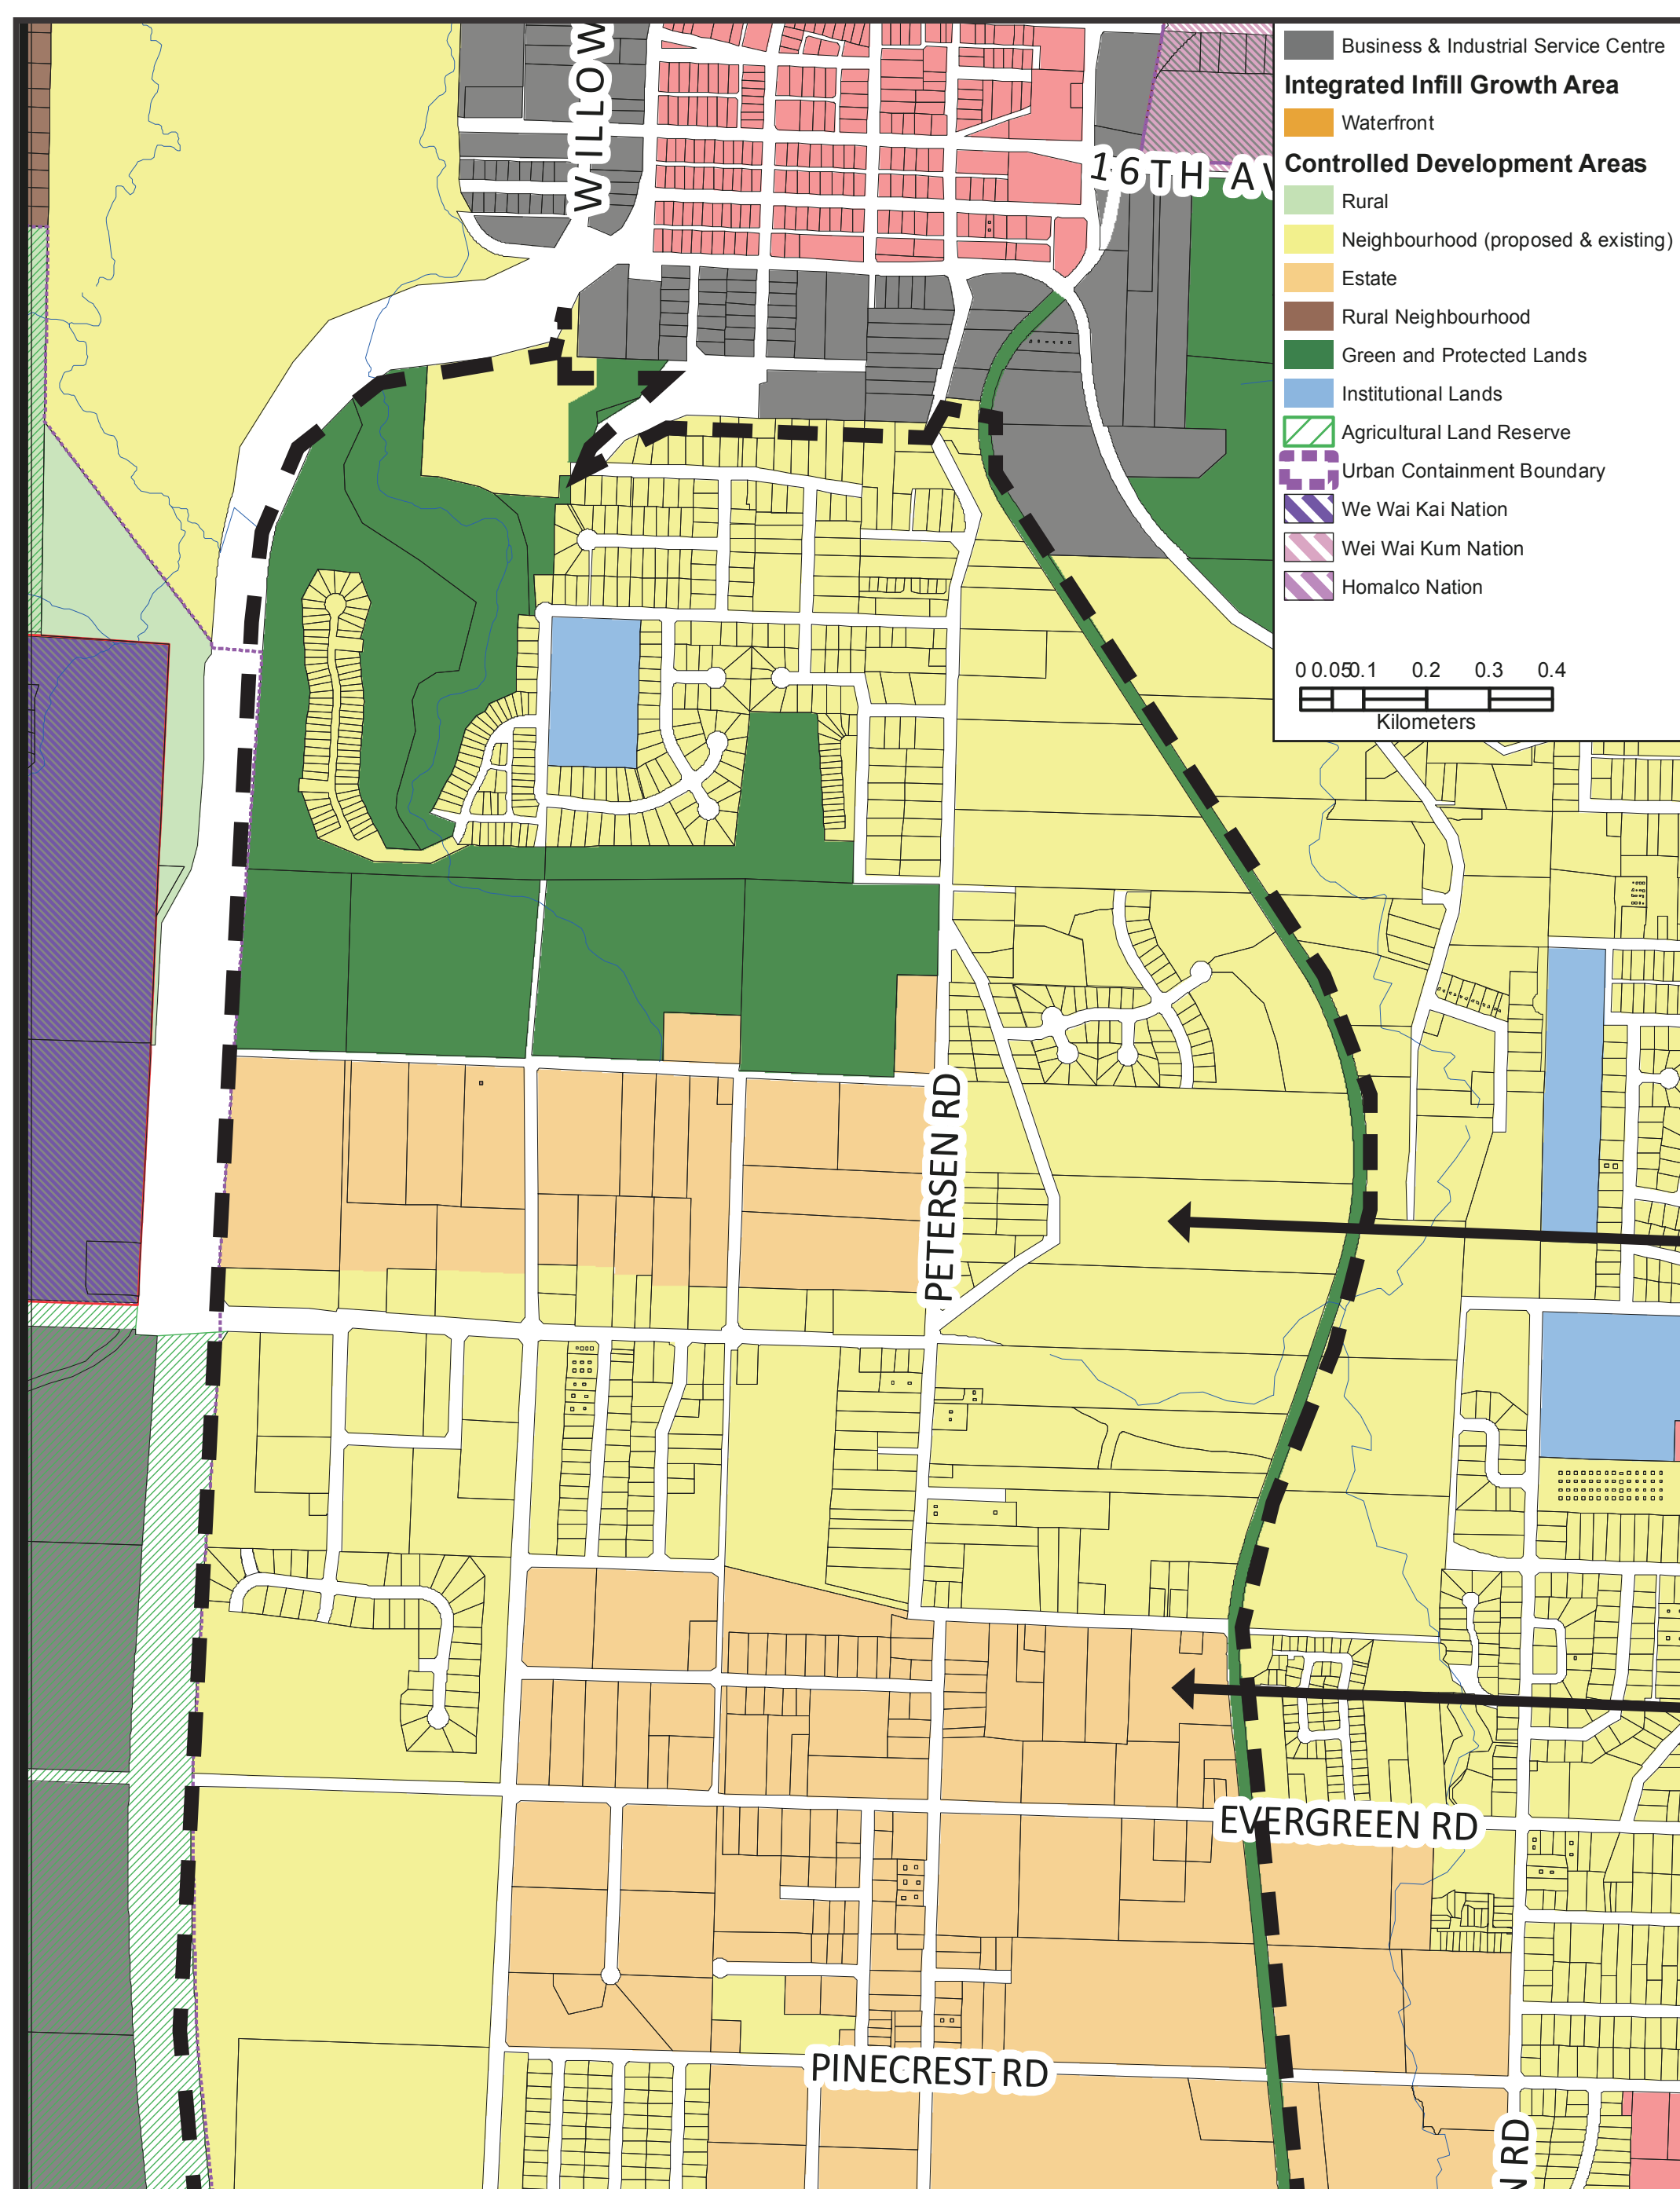 WILLOW
16TH AV
Business & Industrial Service Centre
Integrated Infill Growth Area
Waterfront
Controlled Development Areas
Rural
Neighbourhood (proposed & existing)
Estate
Rural Neighbourhood
Green and Protected Lands
Institutional Lands
Agricultural Land Reserve
Urban Containment Boundary
We Wai Kai Nation
Wei Wai Kum Nation
Homalco Nation
0 0.05 0.1 0.2 0.3 0.4
Kilometers
PETERSEN RD
EVERGREEN RD
PINECREST RD
N RD